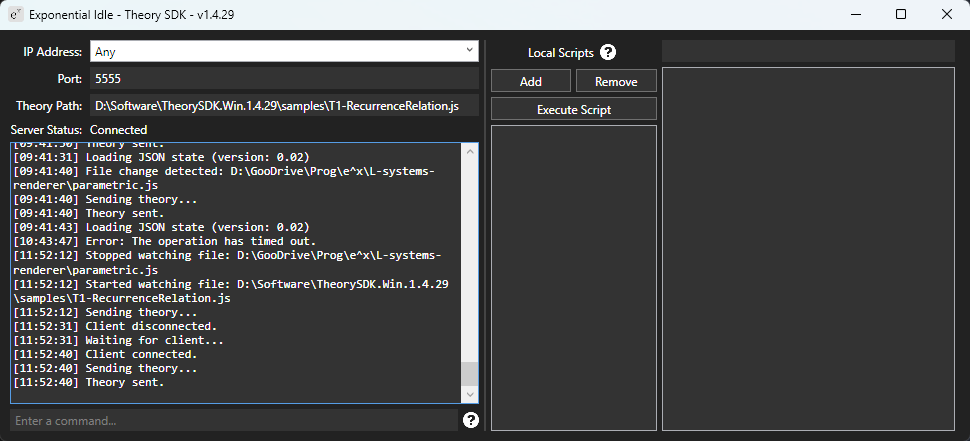 Exponential Idle - Theory SDK - v1.4.29
IP Address: Any
Port: 5555
Theory Path: D:\Software\TheorySDK.Win.1.4.29\samples\T1-RecurrenceRelation.js
Server Status: Connected
[09:41:30] Theory sent.
[09:41:31] Loading JSON state (version: 0.02)
[09:41:40] File change detected: D:\GooDrive\Prog\e^x\L-systems-
renderer\parametric.js
[09:41:40] Sending theory...
[09:41:40] Theory sent.
[09:41:43] Loading JSON state (version: 0.02)
[10:43:47] Error: The operation has timed out.
[11:52:12] Stopped watching file: D:\GooDrive\Prog\e^x\L-systems-
renderer\parametric.js
[11:52:12] Started watching file: D:\Software\TheorySDK.Win.1.4.29
\samples\T1-RecurrenceRelation.js
[11:52:12] Sending theory...
[11:52:31] Client disconnected.
[11:52:31] Waiting for client...
[11:52:40] Client connected.
[11:52:40] Sending theory...
[11:52:40] Theory sent.
Enter a command...
?
Local Scripts ?
Add
Remove
Execute Script